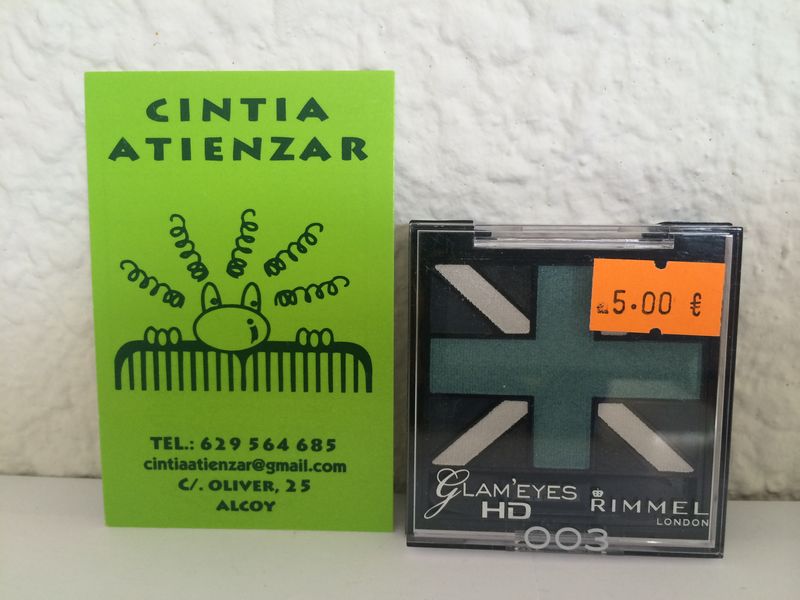 CINTIA
ATIENZAR
TEL.: 629 564 685
cintiaatienzar@gmail.com
C/. OLIVER, 25
ALCOY
5.00 €
GLAM'EYES
HD
RIMMEL
LONDON
003